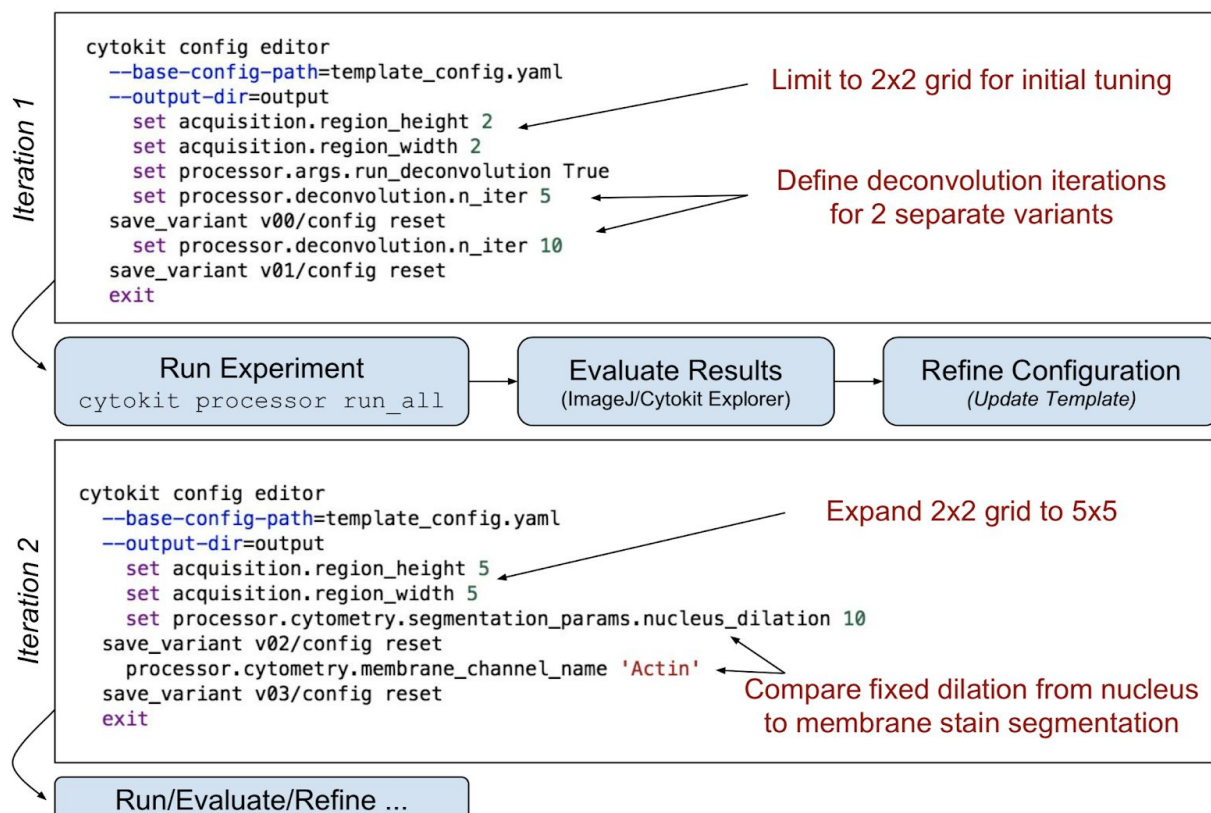 Iteration 1
cytokit config editor
--base-config-path=template_config.yaml
--output-dir=output
set acquisition.region_height 2
set acquisition.region_width 2
set processor.args.run_deconvolution True
set processor.deconvolution.n_iter 5
save_variant v00/config reset
set processor.deconvolution.n_iter 10
save_variant v01/config reset
exit
Limit to 2x2 grid for initial tuning
Define deconvolution iterations
for 2 separate variants
Run Experiment
cytokit processor run_all
Evaluate Results
(ImageJ/Cytokit Explorer)
Refine Configuration
(Update Template)
Iteration 2
cytokit config editor
--base-config-path=template_config.yaml
--output-dir=output
set acquisition.region_height 5
set acquisition.region_width 5
set processor.cytometry.segmentation_params.nucleus_dilation 10
save_variant v02/config reset
processor.cytometry.membrane_channel_name 'Actin'
save_variant v03/config reset
exit
Expand 2x2 grid to 5x5
Compare fixed dilation from nucleus
to membrane stain segmentation
Run/Evaluate/Refine ...